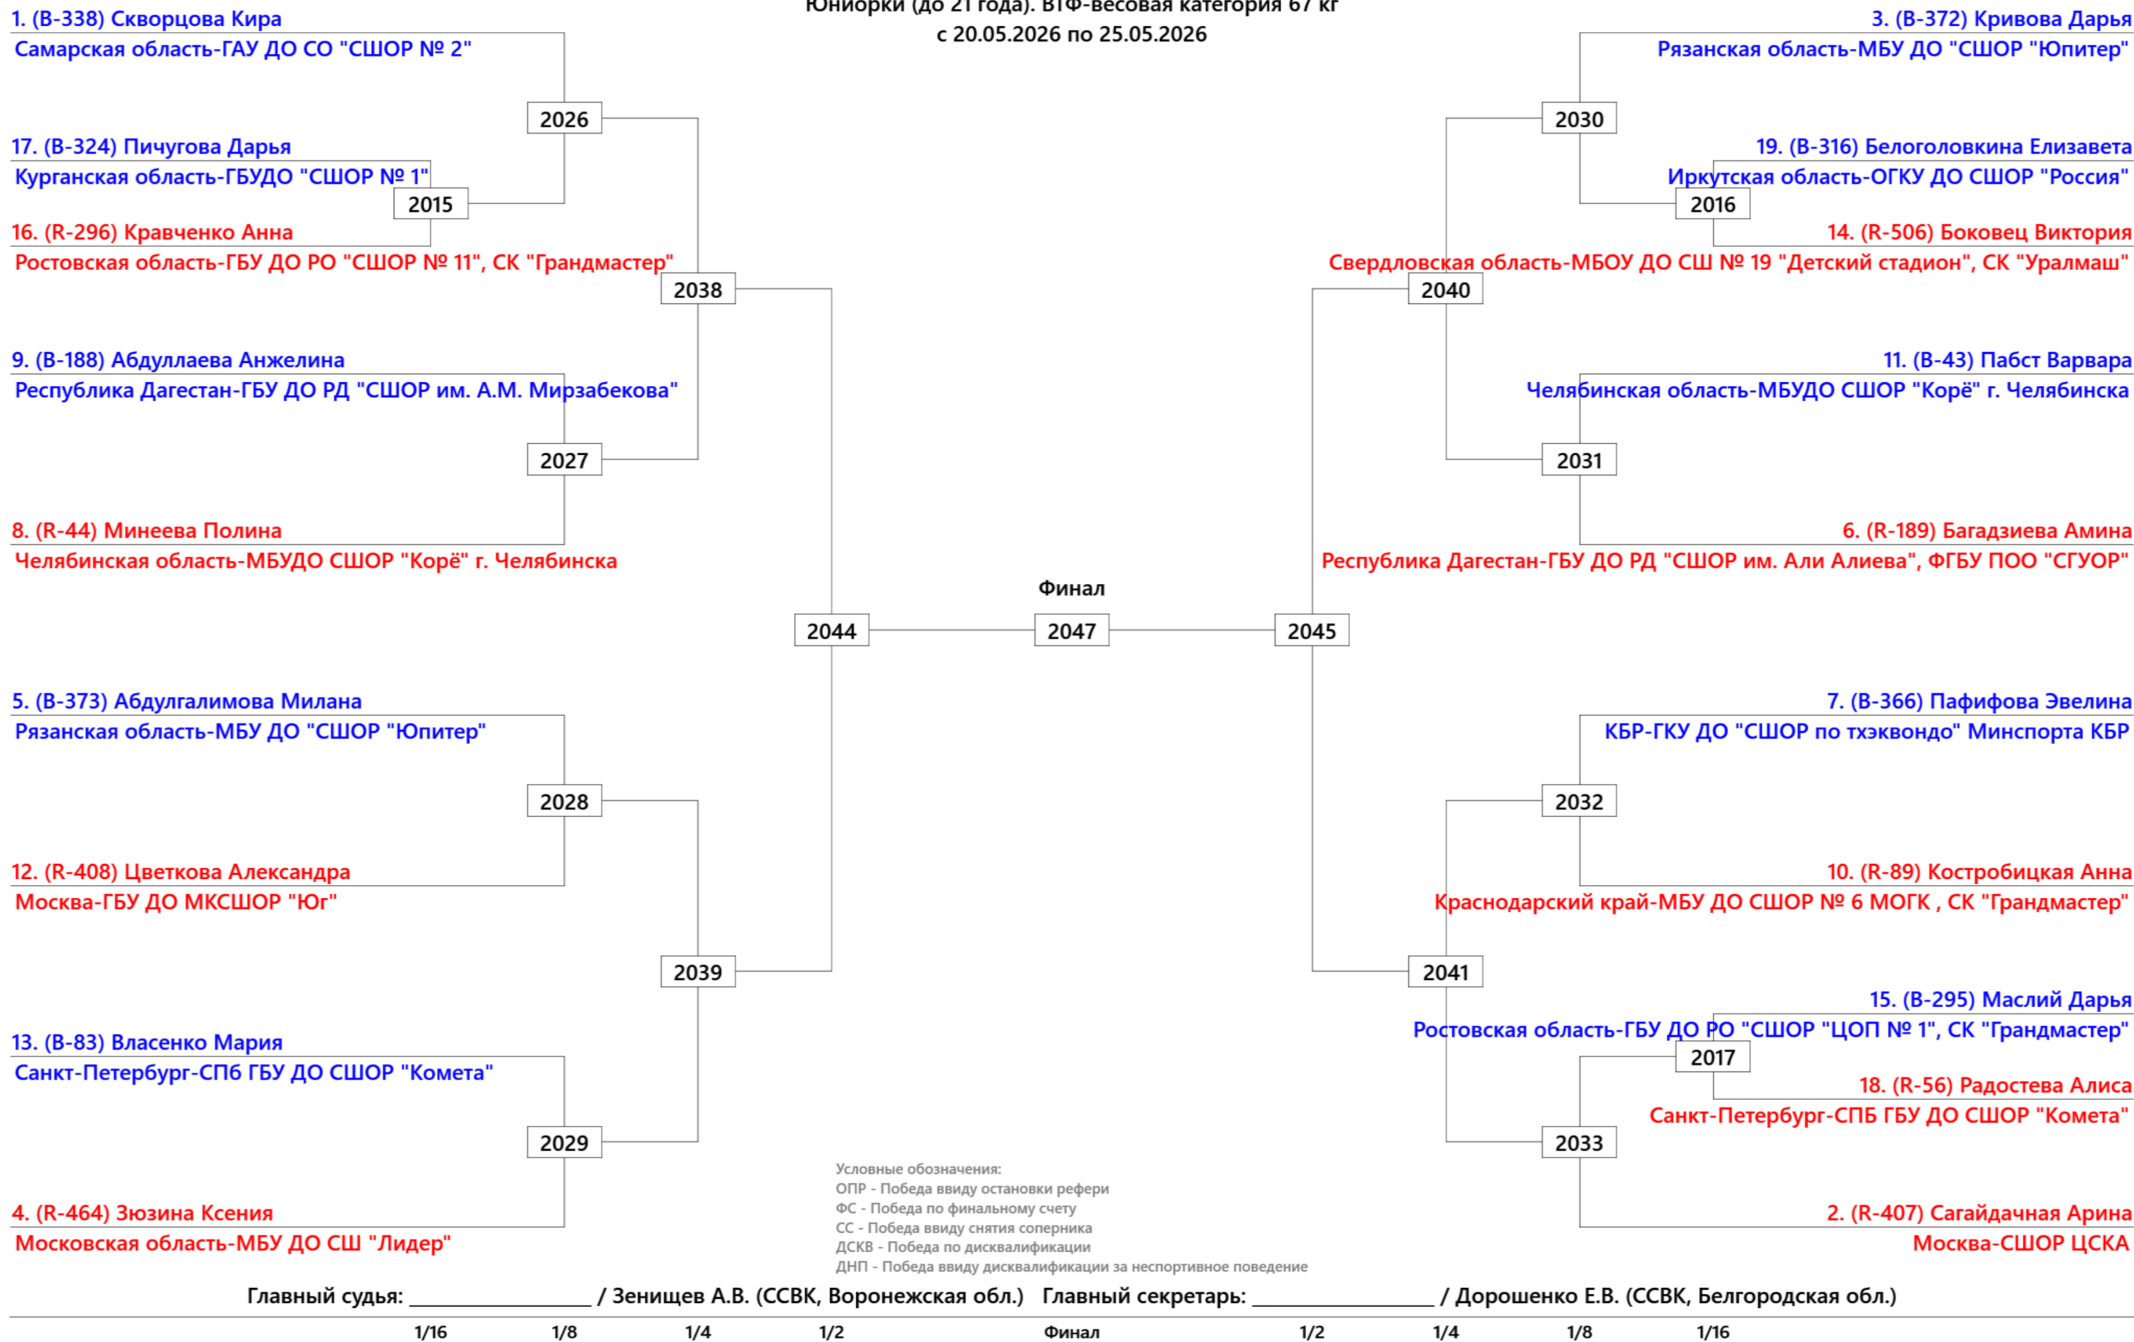 Юниорки (до 21 года). ВТФ-весовая категория 67 кг
с 20.05.2026 по 25.05.2026
1. (B-338) Скворцова Кира
Самарская область-ГАУ ДО СО "СШОР № 2"
2026
17. (B-324) Пичугова Дарья
Курганская область-ГБУДО "СШОР № 1"
2015
16. (R-296) Кравченко Анна
Ростовская область-ГБУ ДО РО "СШОР № 11", СК "Грандмастер"
2038
9. (B-188) Абдуллаева Анжелина
Республика Дагестан-ГБУ ДО РД "СШОР им. А.М. Мирзабекова"
2027
8. (R-44) Минеева Полина
Челябинская область-МБУДО СШОР "Корё" г. Челябинска
2044
5. (B-373) Абдулгалимова Милана
Рязанская область-МБУ ДО "СШОР "Юпитер"
2028
12. (R-408) Цветкова Александра
Москва-ГБУ ДО МКСШОР "Юг"
2039
13. (B-83) Власенко Мария
Санкт-Петербург-СПб ГБУ ДО СШОР "Комета"
2029
4. (R-464) Зюзина Ксения
Московская область-МБУ ДО СШ "Лидер"
Финал
2047
3. (B-372) Кривова Дарья
Рязанская область-МБУ ДО "СШОР "Юпитер"
2030
19. (B-316) Белоголовкина Елизавета
Иркутская область-ОГКУ ДО СШОР "Россия"
2016
14. (R-506) Боковец Виктория
Свердловская область-МБОУ ДО СШ № 19 "Детский стадион", СК "Уралмаш"
2040
11. (B-43) Пабст Варвара
Челябинская область-МБУДО СШОР "Корё" г. Челябинска
2031
6. (R-189) Багадзиева Амина
Республика Дагестан-ГБУ ДО РД "СШОР им. Али Алиева", ФГБУ ПОО "СГУОР"
2045
7. (B-366) Пафифова Эвелина
КБР-ГКУ ДО "СШОР по тхэквондо" Минспорта КБР
2032
10. (R-89) Костробицкая Анна
Краснодарский край-МБУ ДО СШОР № 6 МОГК , СК "Грандмастер"
2041
15. (B-295) Маслий Дарья
Ростовская область-ГБУ ДО РО "СШОР "ЦОП № 1", СК "Грандмастер"
2017
18. (R-56) Радостева Алиса
Санкт-Петербург-СПБ ГБУ ДО СШОР "Комета"
2033
2. (R-407) Сагайдачная Арина
Москва-СШОР ЦСКА
Условные обозначения:
ОПР - Победа ввиду остановки рефери
ФС - Победа по финальному счету
СС - Победа ввиду снятия соперника
ДСКВ - Победа по дисквалификации
ДНП - Победа ввиду дисквалификации за неспортивное поведение
Главный судья: _________________ / Зенищев А.В. (ССВК, Воронежская обл.) Главный секретарь: _________________ / Дорошенко Е.В. (ССВК, Белгородская обл.)
1/16 1/8 1/4 1/2 Финал 1/2 1/4 1/8 1/16